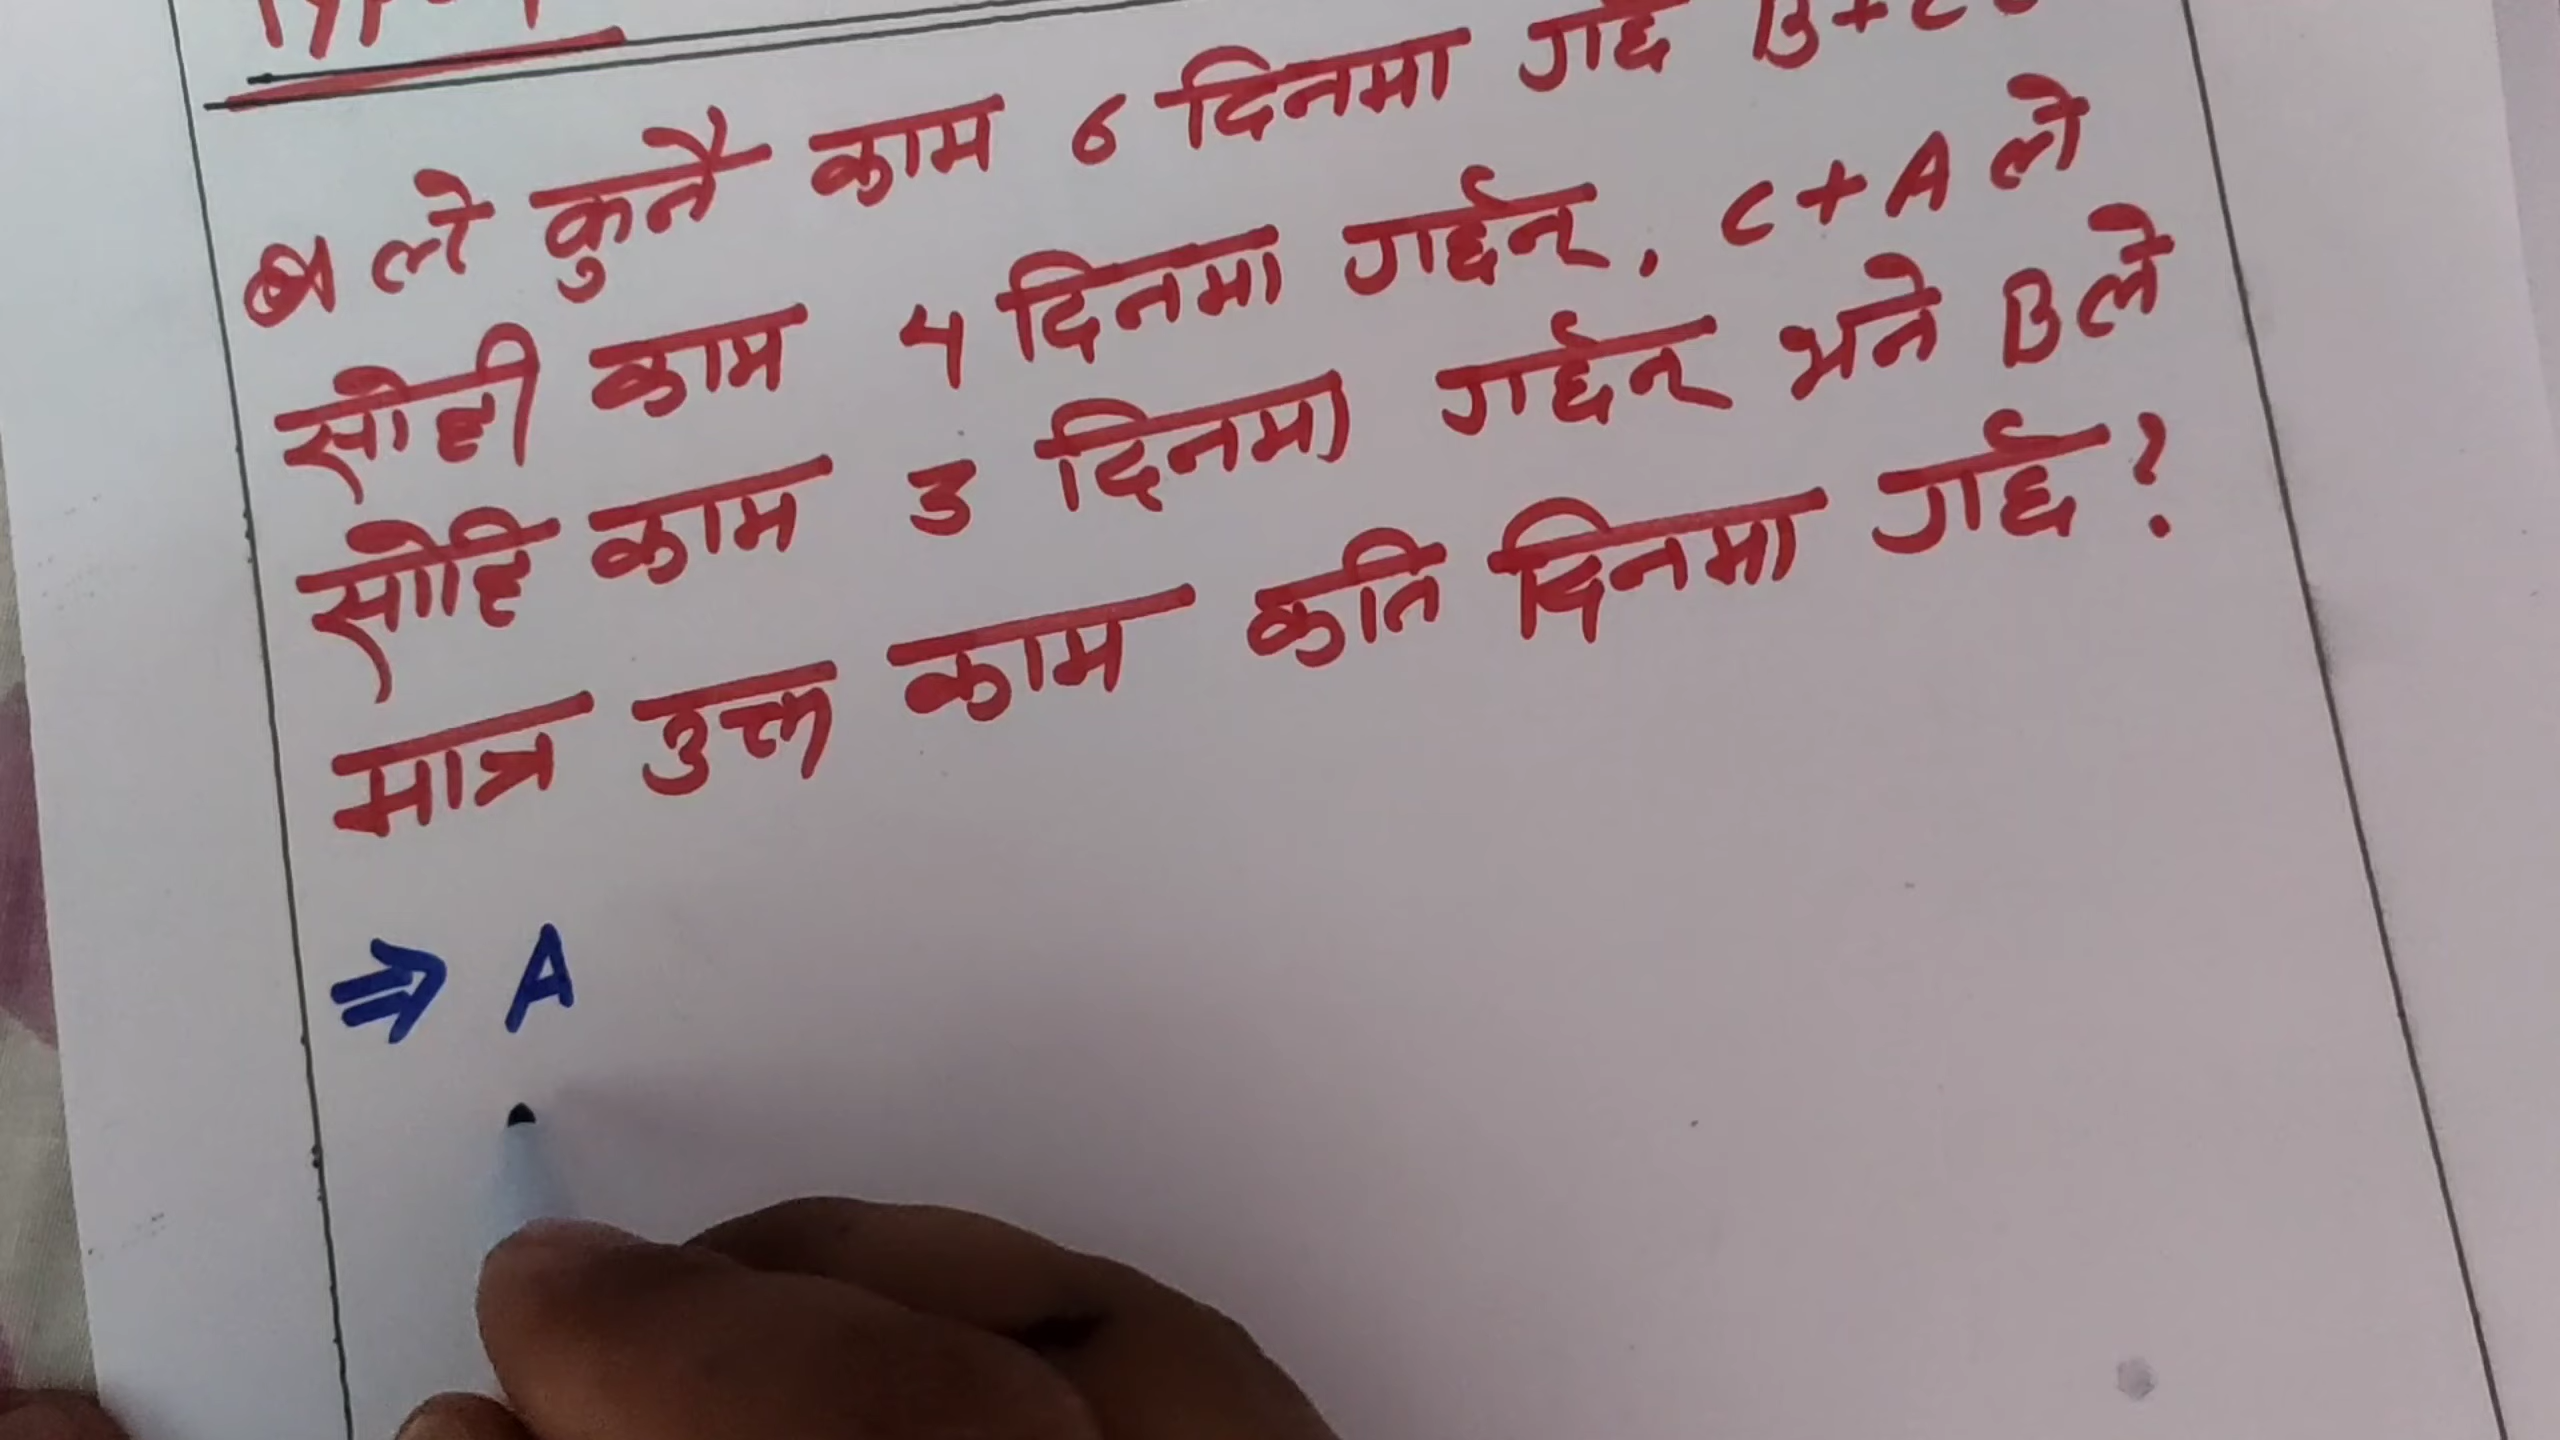 A ले कुनै काम 6 दिनमा गर्छ B+C
सोही काम 4 दिनमा गर्छन्, C+A ले
सोहि काम 3 दिनमा गर्छन् भने B ले
मात्र उक्त काम कति दिनमा गर्छ?
⇒ A